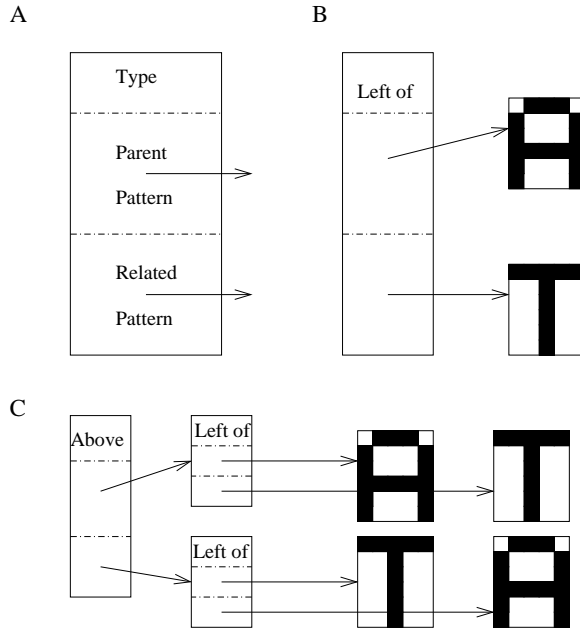 A
B
Type
Left of
Parent
Pattern
Related
Pattern
A
T
C
Above
Left of
A
T
Left of
T
A